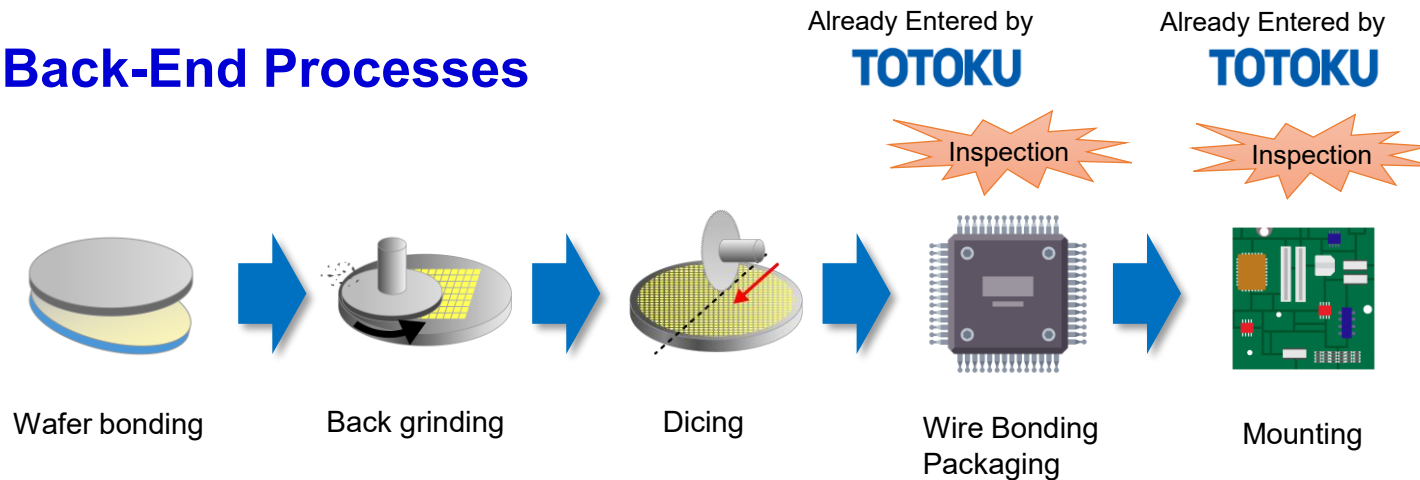 Back-End Processes
Already Entered by
TOTOKU
Already Entered by
TOTOKU
Inspection
Inspection
Wafer bonding
Back grinding
Dicing
Wire Bonding
Packaging
Mounting